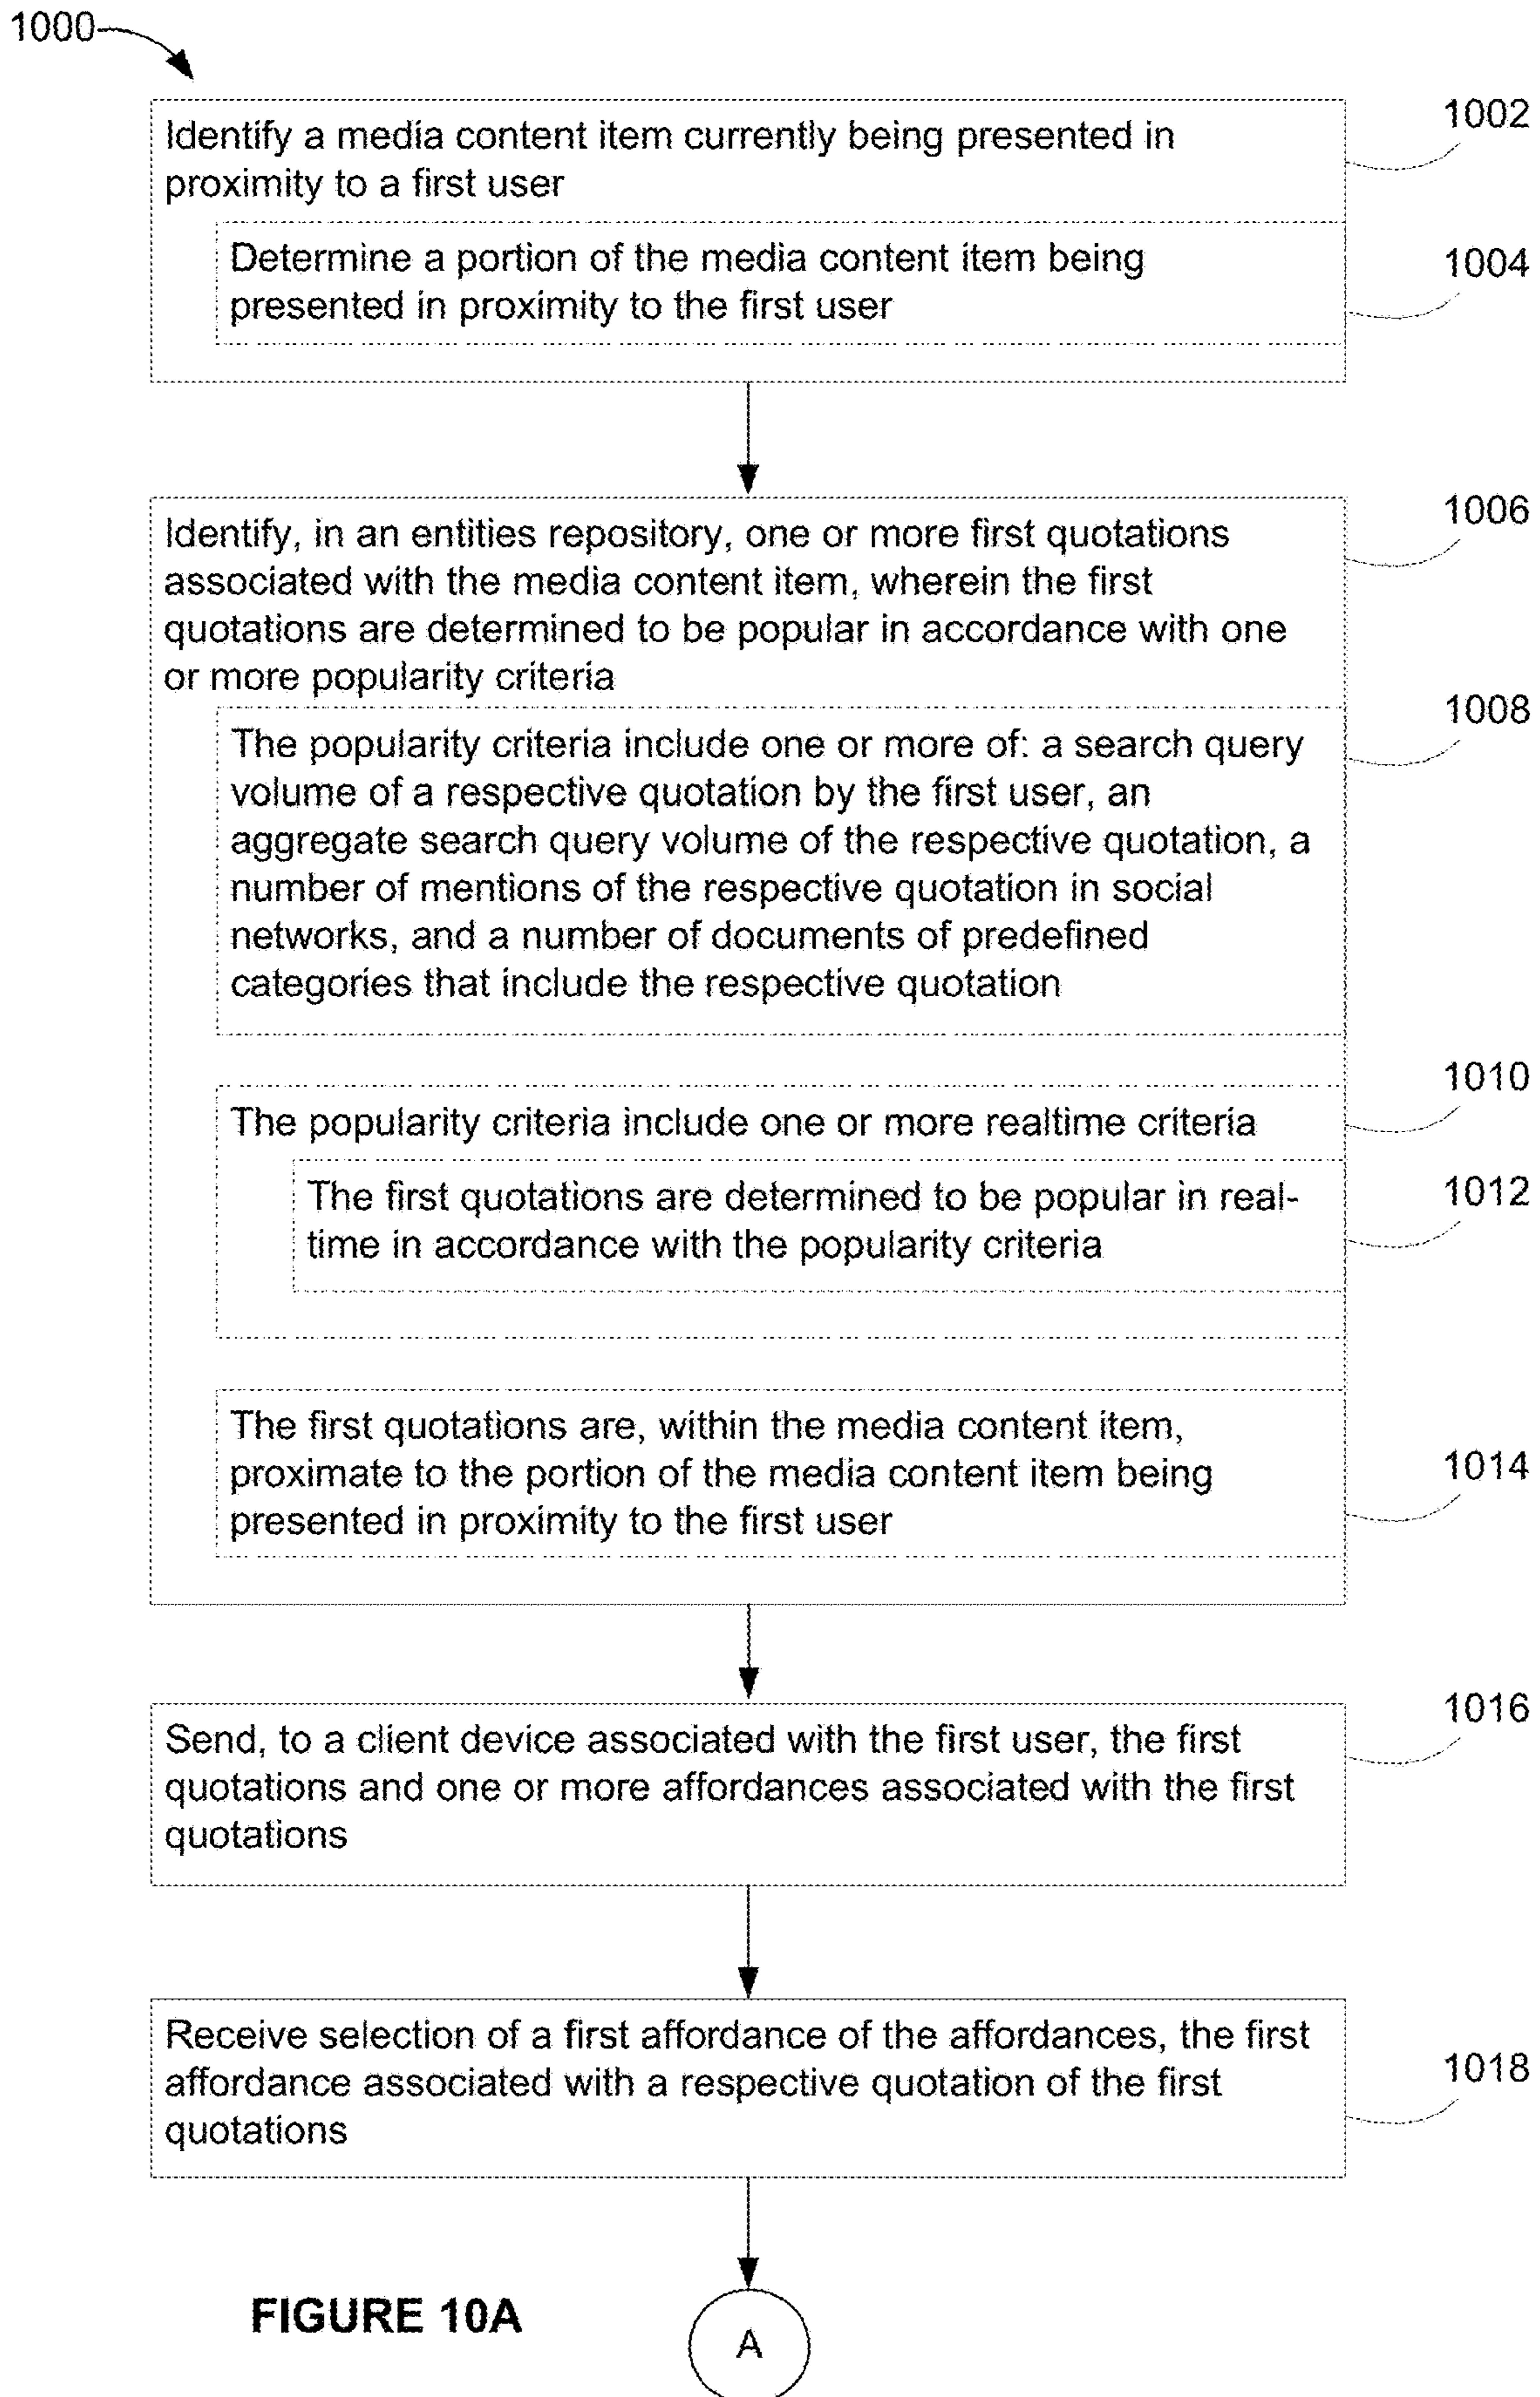 1000
1002
Identify a media content item currently being presented in
proximity to a first user
1004
Determine a portion of the media content item being
presented in proximity to the first user
1006
Identify, in an entities repository, one or more first quotations
associated with the media content item, wherein the first
quotations are determined to be popular in accordance with one
or more popularity criteria
1008
The popularity criteria include one or more of: a search query
volume of a respective quotation by the first user, an
aggregate search query volume of the respective quotation, a
number of mentions of the respective quotation in social
networks, and a number of documents of predefined
categories that include the respective quotation
1010
The popularity criteria include one or more realtime criteria
1012
The first quotations are determined to be popular in real-
time in accordance with the popularity criteria
The first quotations are, within the media content item,
proximate to the portion of the media content item being
presented in proximity to the first user
1014
1016
Send, to a client device associated with the first user, the first
quotations and one or more affordances associated with the first
quotations
Receive selection of a first affordance of the affordances, the first
affordance associated with a respective quotation of the first
quotations
1018
FIGURE 10A
A